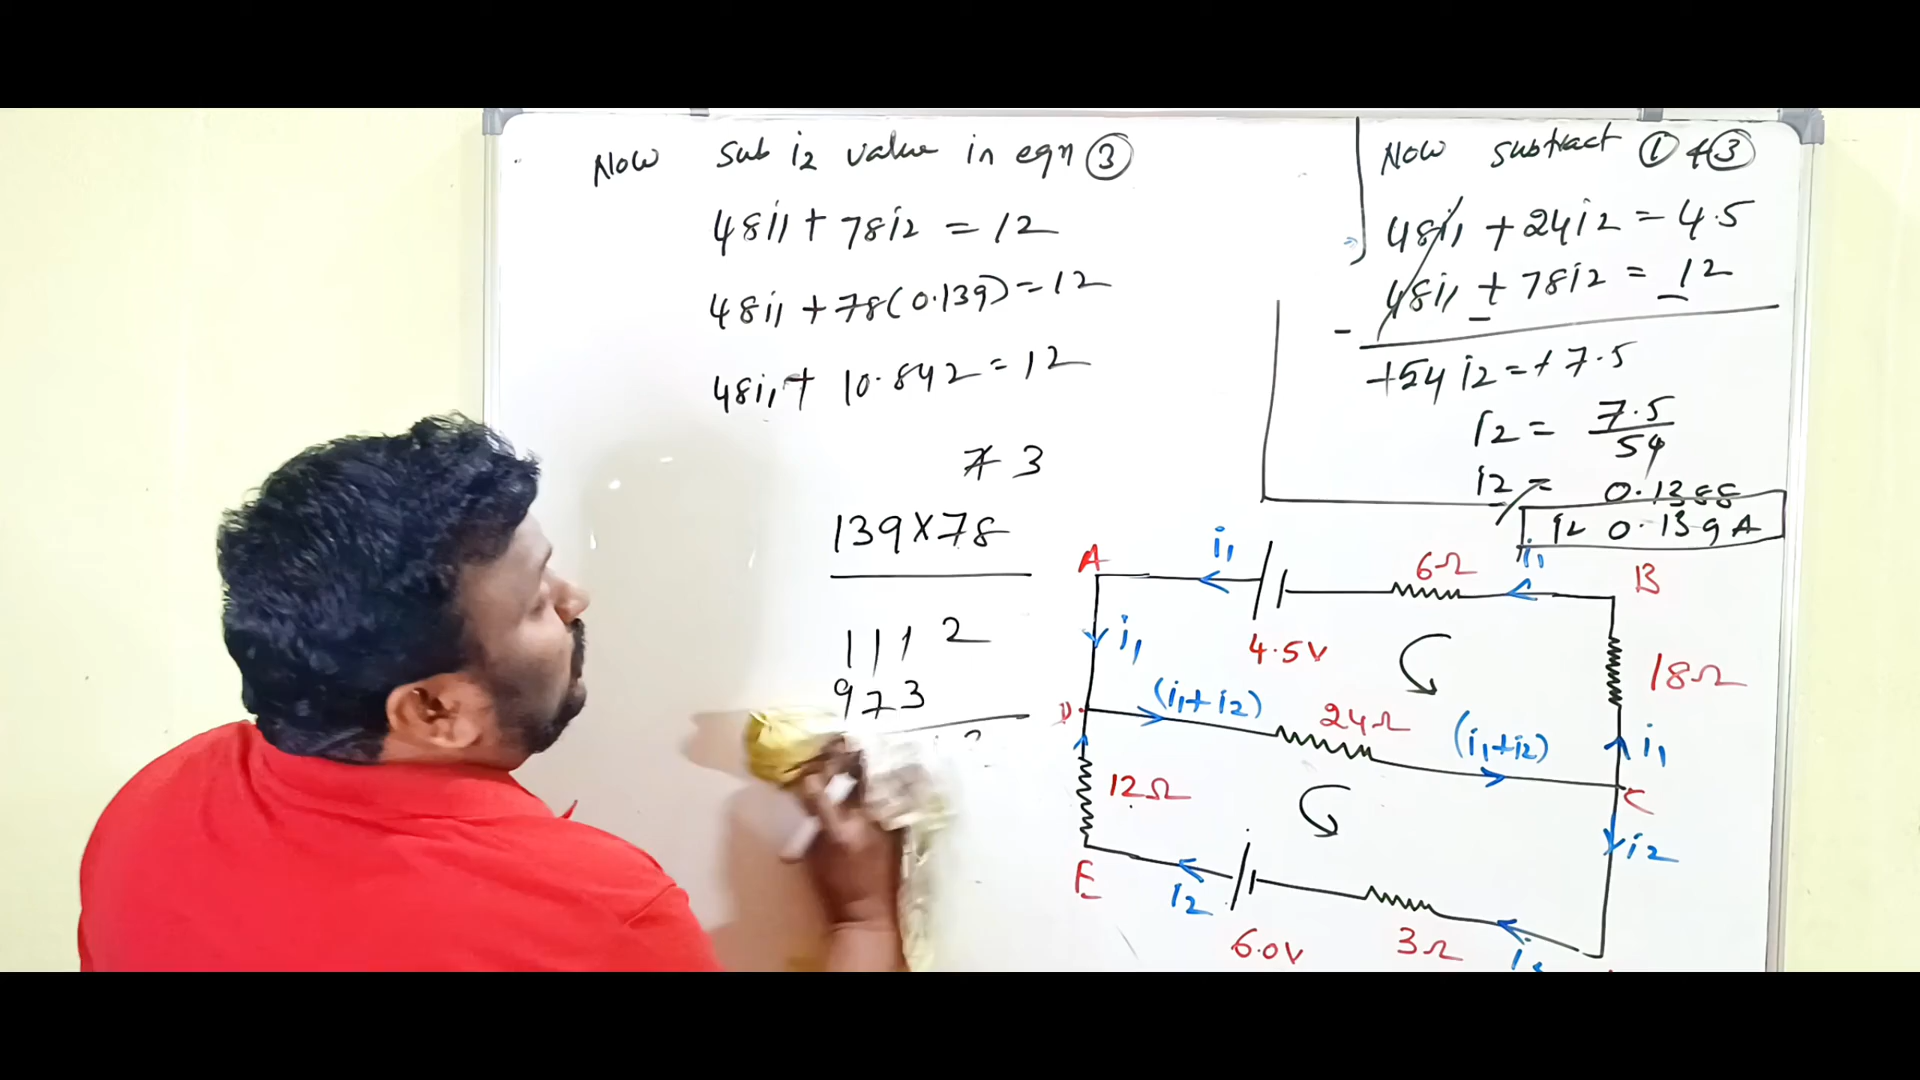 Now Sub i2 value in eqn 3
48i1 + 78i2 = 12
48i1 + 78(0.139) = 12
48i1 + 10.842 = 12
7 3
139X78
1112
973
Now subtract 1 & 3
48i1 + 24i2 = 4.5
48i1 + 78i2 = 12
+54 i2 = +7.5
i2 = 7.5
54
i2 = 0.1388
i2 0.139A
A
i1
6Ω
i1
B
4.5V
i1
18Ω
D
(i1+i2)
24Ω
(i1+i2)
i1
C
12Ω
i2
E
i2
6.0V
3Ω